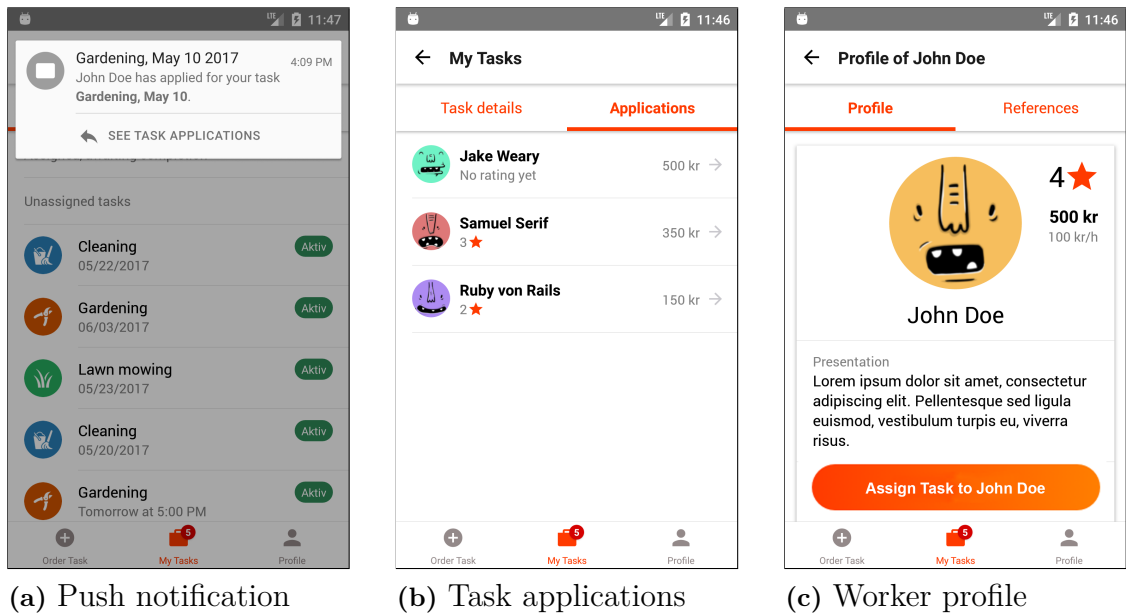 LTE 11:47
Gardening, May 10 2017
4:09 PM
John Doe has applied for your task
Gardening, May 10.
SEE TASK APPLICATIONS
Unassigned tasks
Cleaning
Aktiv
05/22/2017
Gardening
Aktiv
06/03/2017
Lawn mowing
Aktiv
05/23/2017
Cleaning
Aktiv
05/20/2017
Gardening
Aktiv
Tomorrow at 5:00 PM
5
Order Task
My Tasks
Profile
(a) Push notification
LTE 11:46
My Tasks
Task details
Applications
Jake Weary
No rating yet
500 kr
Samuel Serif
3
350 kr
Ruby von Rails
2
150 kr
5
Order Task
My Tasks
Profile
(b) Task applications
LTE 11:46
Profile of John Doe
Profile
References
4
500 kr
100 kr/h
John Doe
Presentation
Lorem ipsum dolor sit amet, consectetur
adipiscing elit. Pellentesque sed ligula
euismod, vestibulum turpis eu, viverra
risus.
Assign Task to John Doe
5
Order Task
My Tasks
Profile
(c) Worker profile